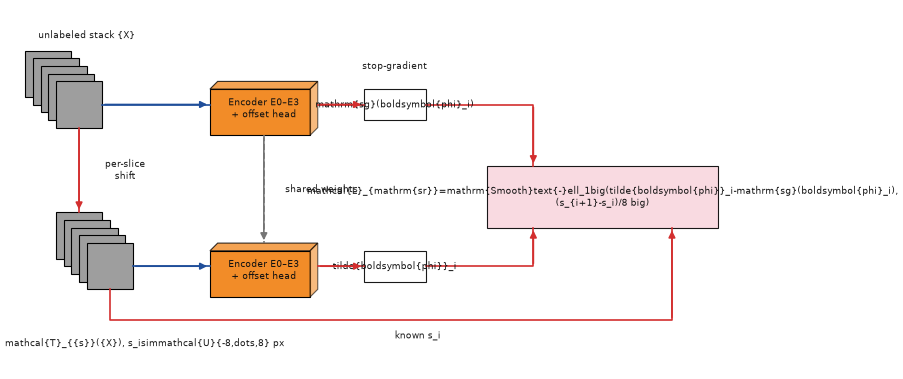 unlabeled stack {X}
stop-gradient
Encoder E0–E3
+ offset head
mathrm{sg}(boldsymbol{phi}_i)
per-slice
shift
shared weights
mathcal{L}_{mathrm{sr}}=mathrm{Smooth}text{-}ell_1big(tilde{boldsymbol{phi}}_i-mathrm{sg}(boldsymbol{phi}_i),
(s_{i+1}-s_i)/8 big)
Encoder E0–E3
+ offset head
tilde{boldsymbol{phi}}_i
known s_i
mathcal{T}_{{s}}({X}), s_isimmathcal{U}{-8,dots,8} px